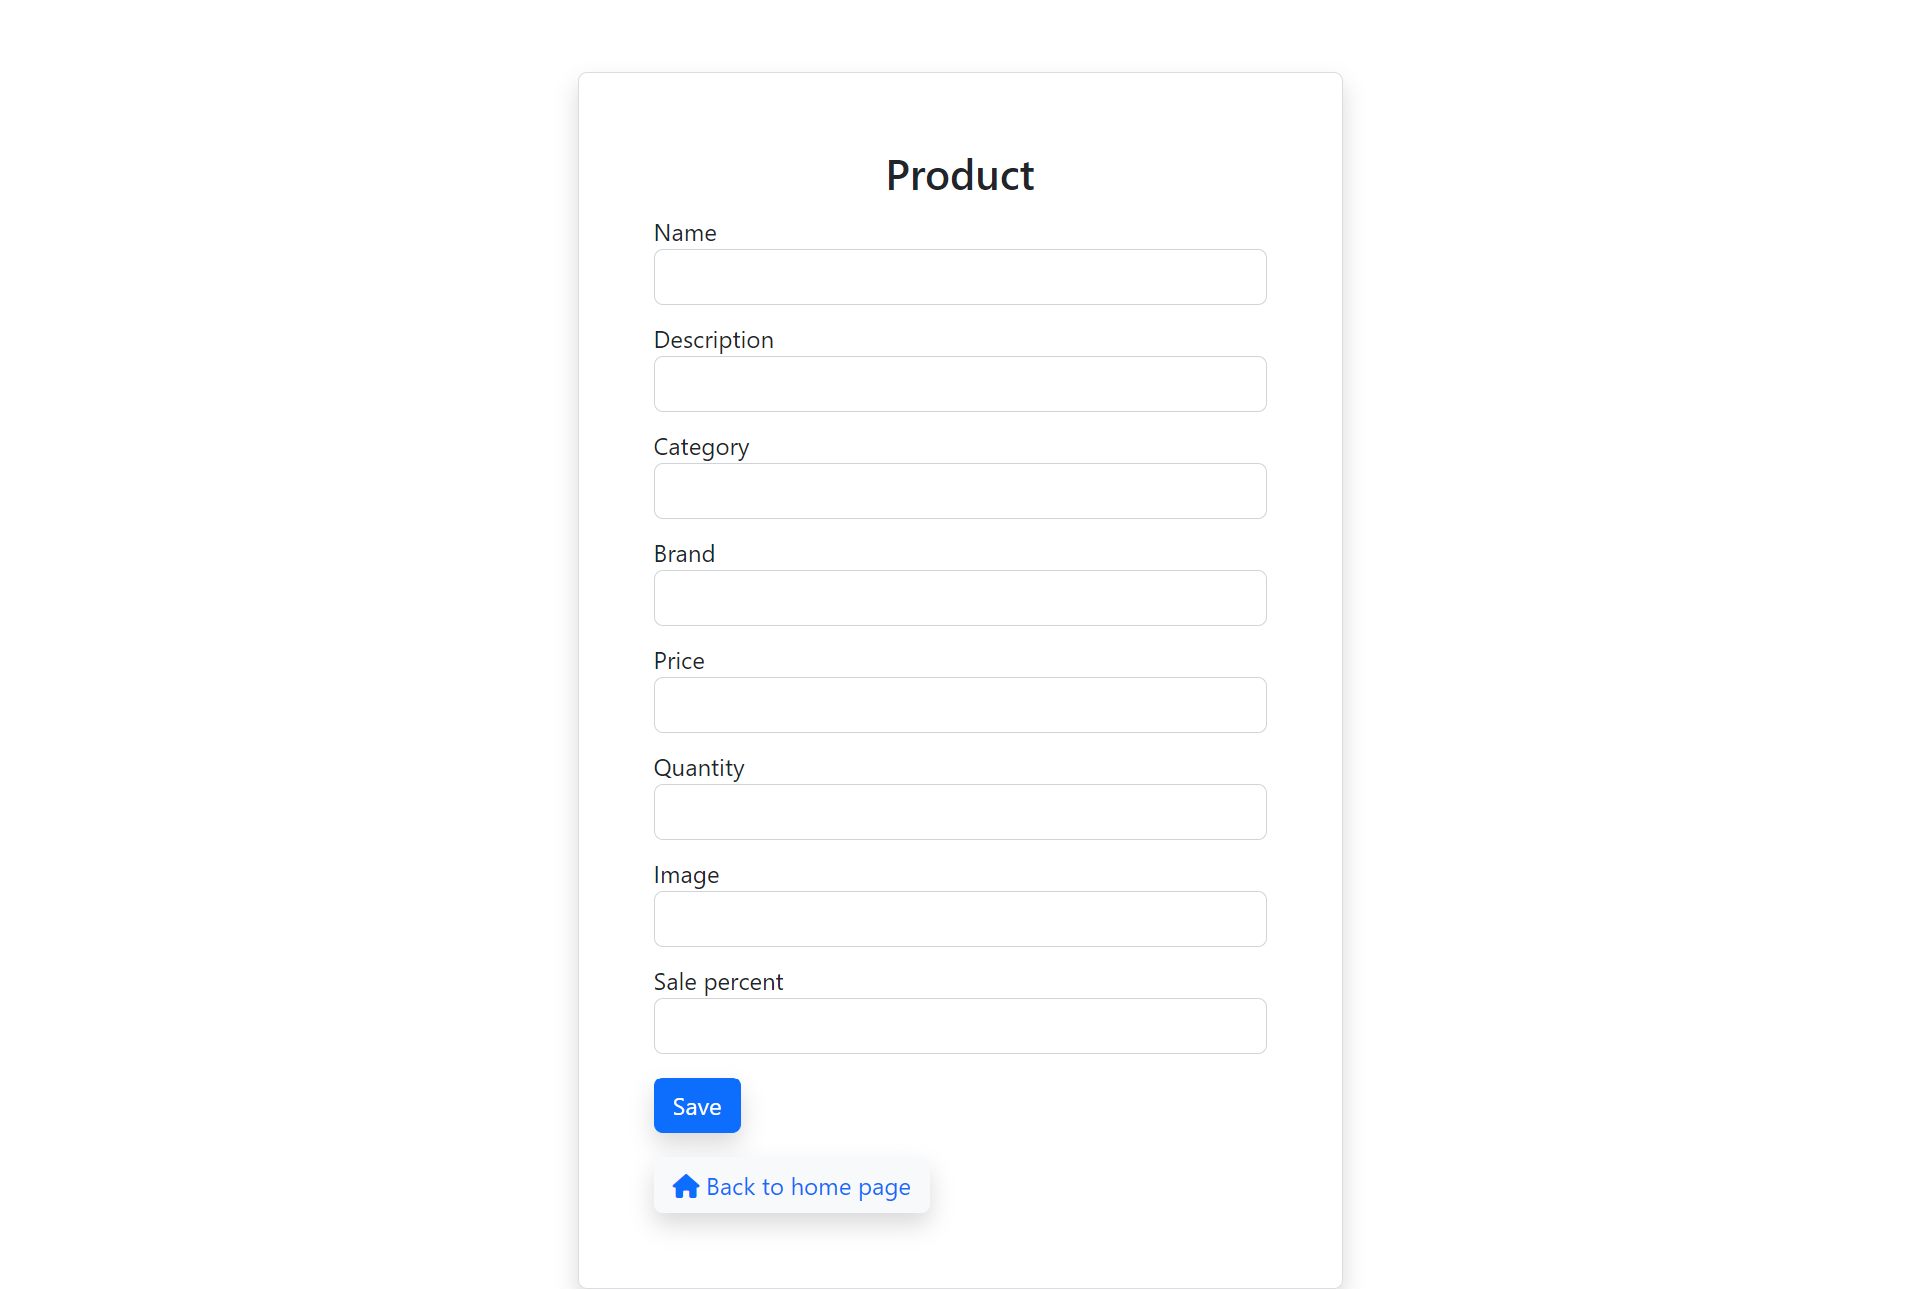 Product
Name
Description
Category
Brand
Price
Quantity
Image
Sale percent
Save
Back to home page